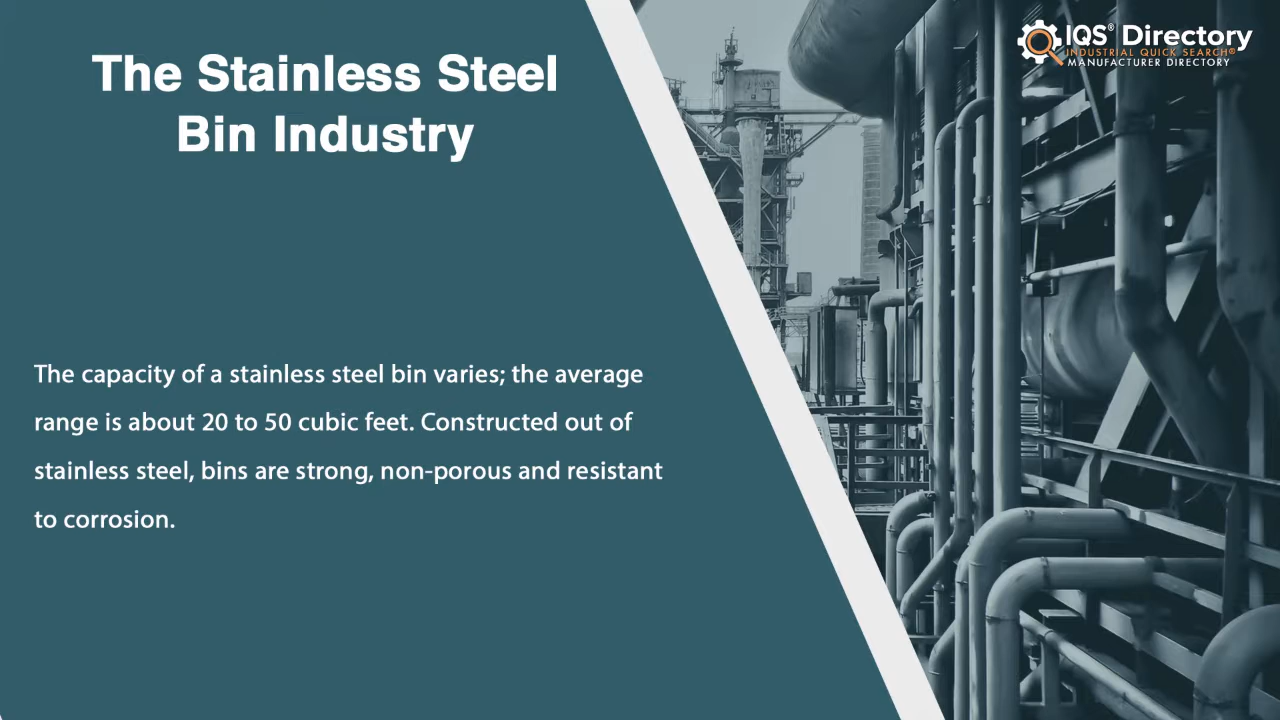 The Stainless Steel
Bin Industry
IQS® Directory
INDUSTRIAL QUICK SEARCH®
MANUFACTURER DIRECTORY
The capacity of a stainless steel bin varies; the average
range is about 20 to 50 cubic feet. Constructed out of
stainless steel, bins are strong, non-porous and resistant
to corrosion.